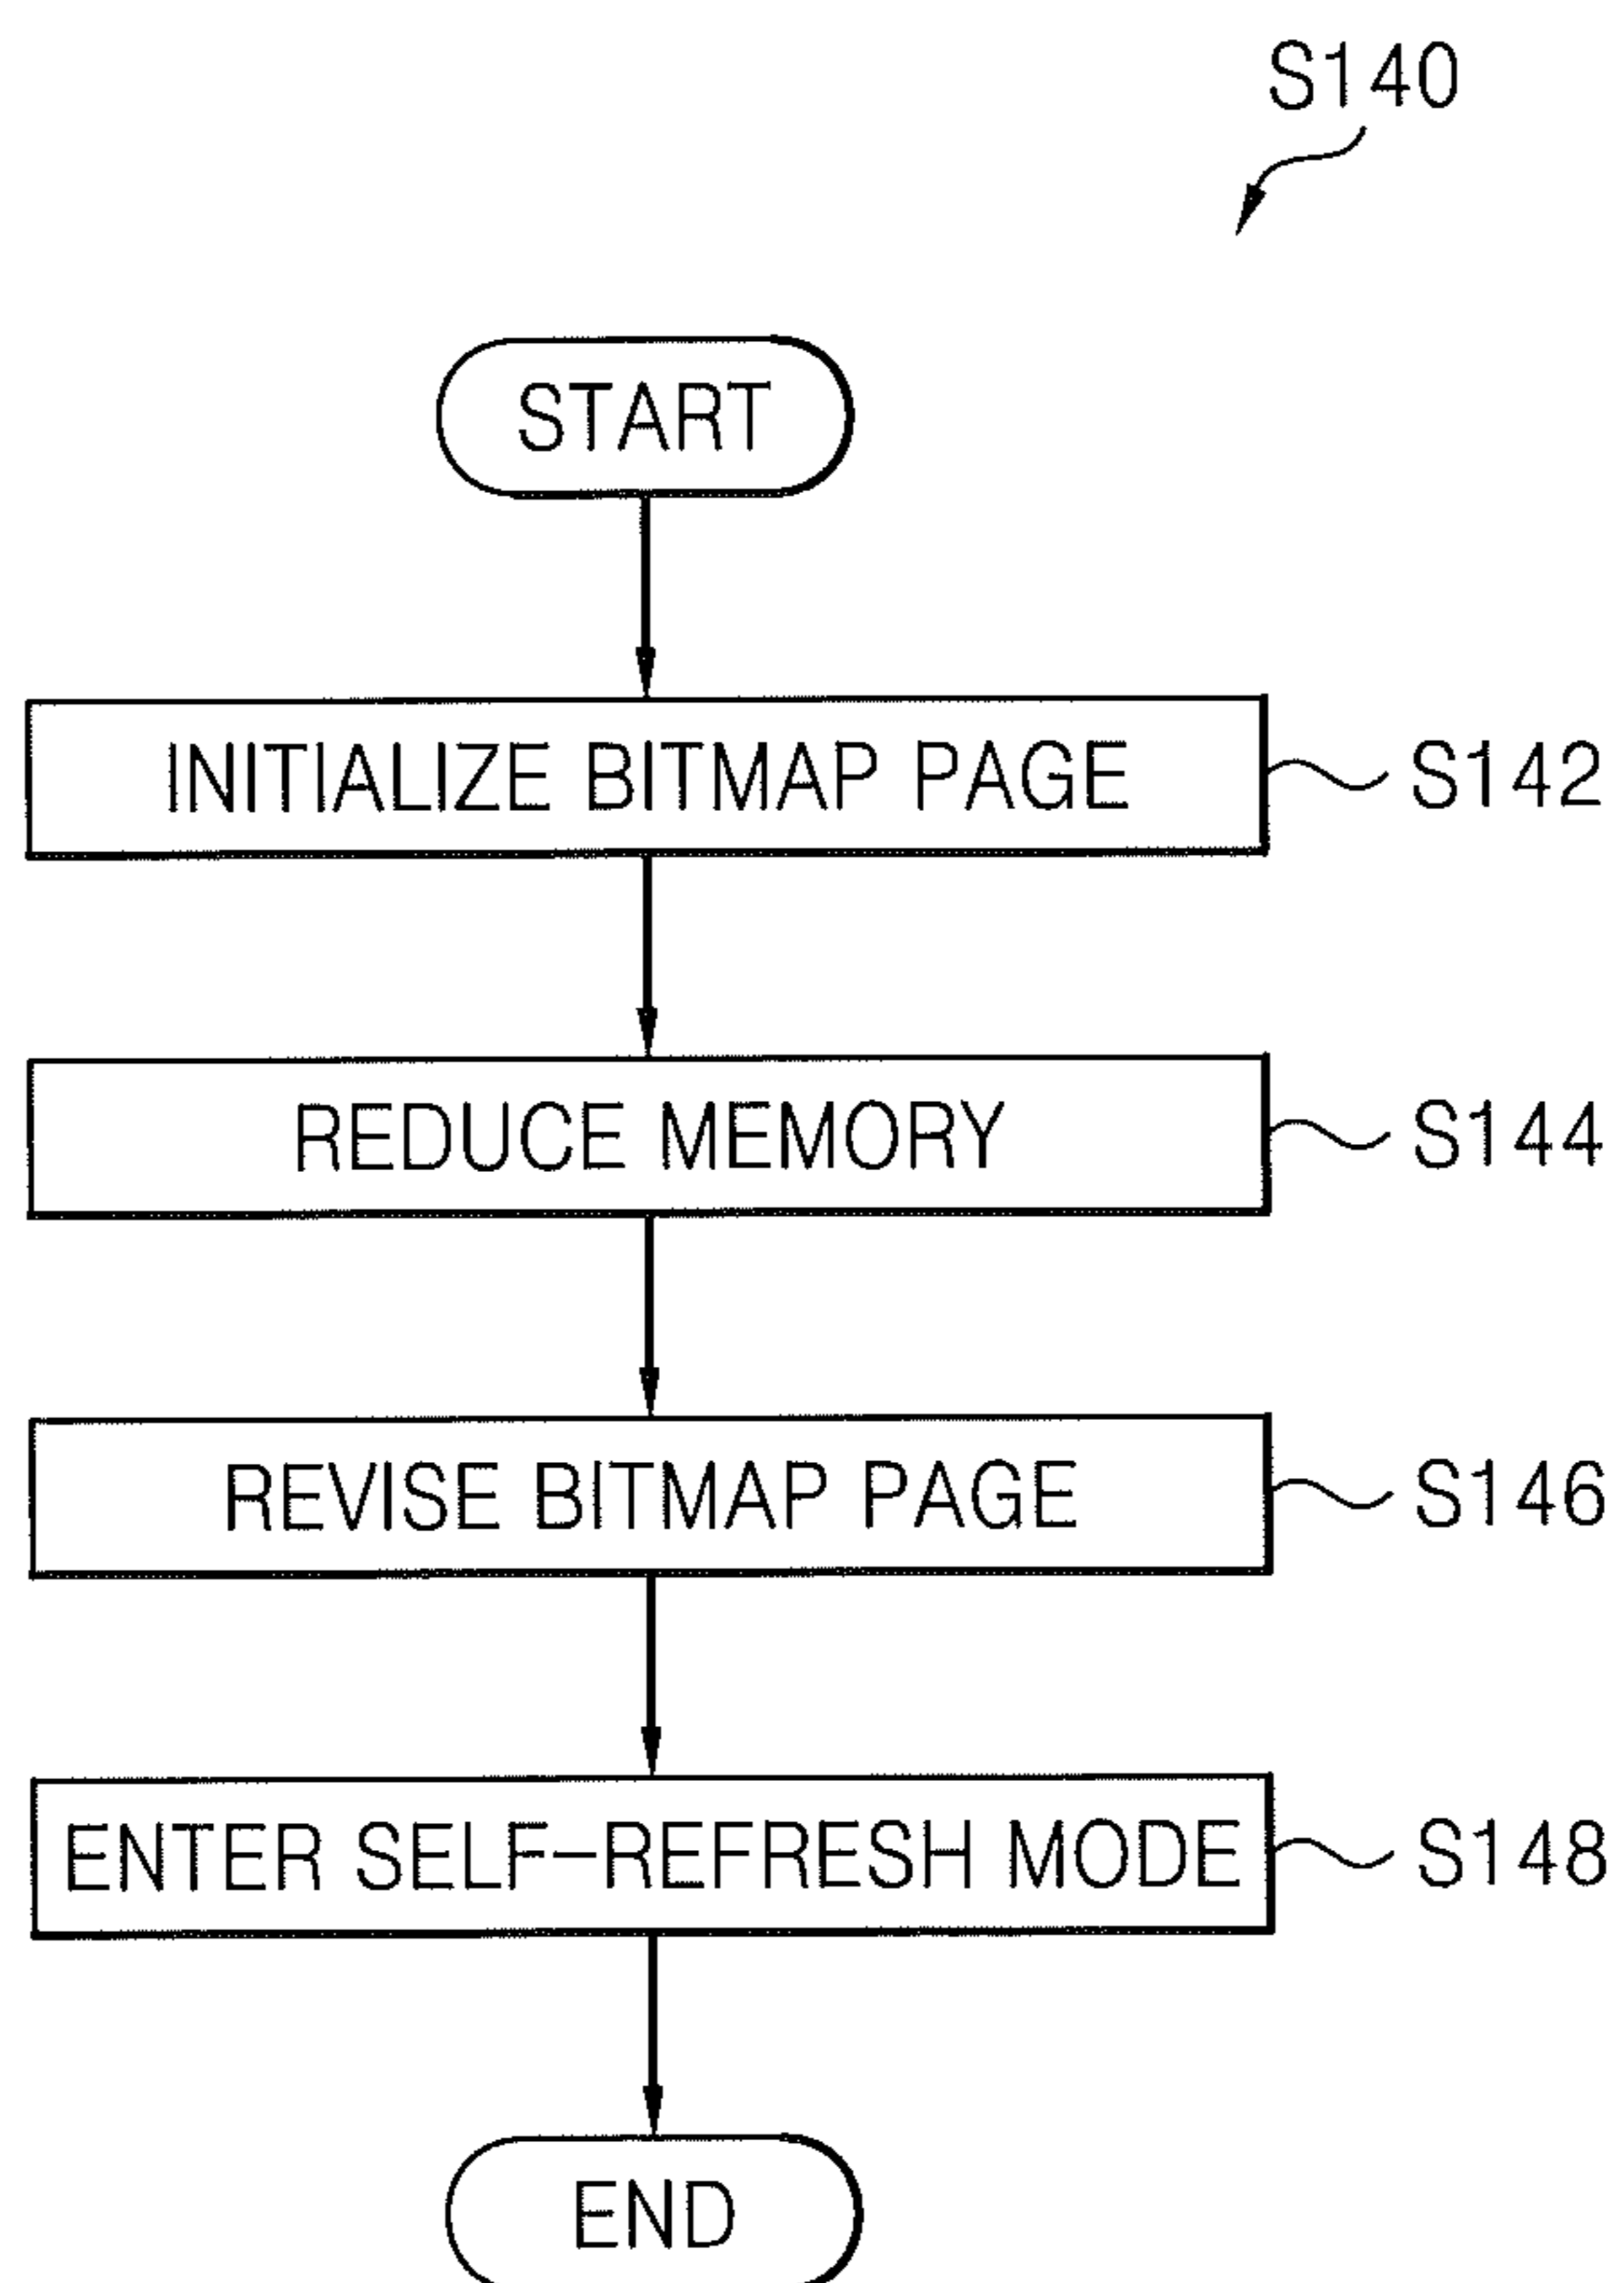 S140
START
INITIALIZE BITMAP PAGE
S142
REDUCE MEMORY
S144
REVISE BITMAP PAGE
S146
ENTER SELF-REFRESH MODE
S148
END